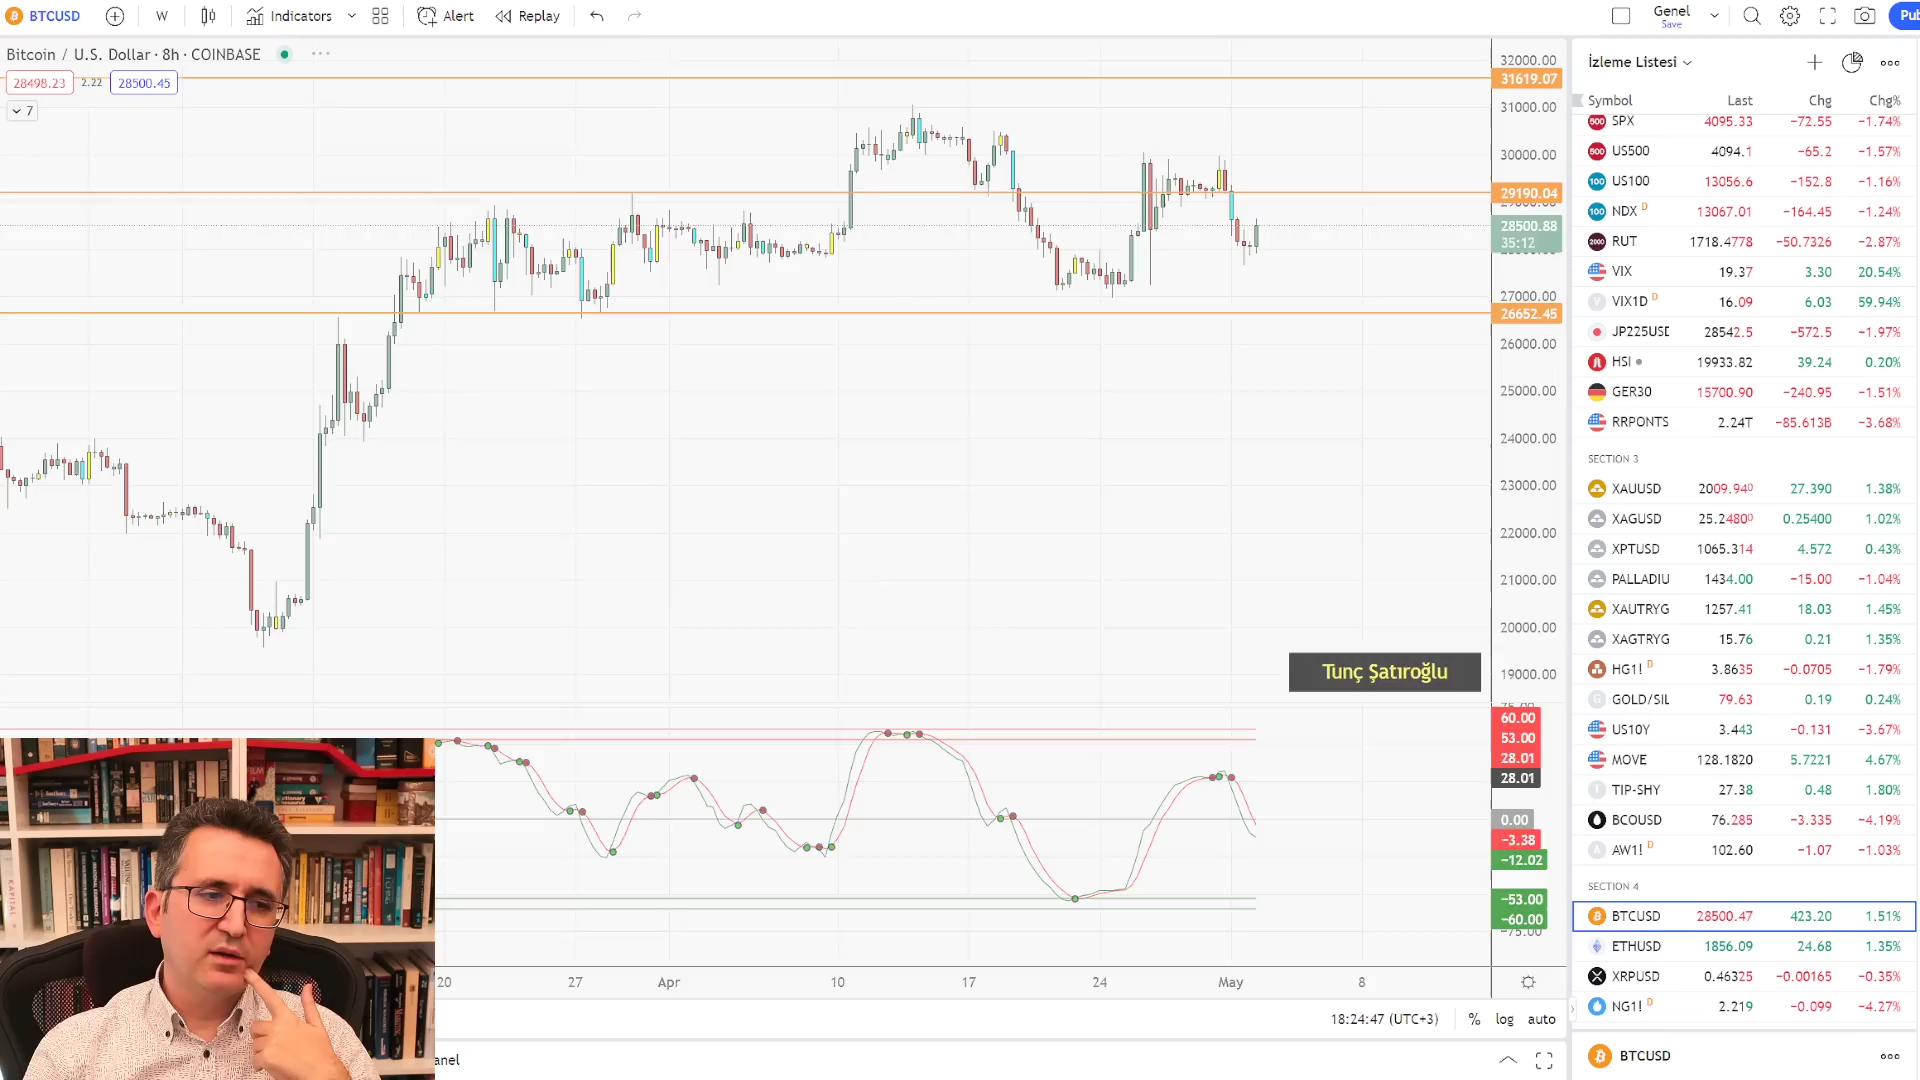 BTCUSD
W
Indicators
Alert
Replay
Genel
Save
Pub
Bitcoin / U.S. Dollar · 8h · COINBASE
28498.23 2.22 28500.45
7
32000.00
31619.07
31000.00
30000.00
29190.04
28500.88
35:12
27000.00
26652.45
26000.00
25000.00
24000.00
23000.00
22000.00
21000.00
20000.00
19000.00
Tunç Şatıroğlu
60.00
53.00
28.01
28.01
0.00
-3.38
-12.02
-53.00
-60.00
-75.00
20 27 Apr 10 17 24 May 8
18:24:47 (UTC+3) % log auto
anel
İzleme Listesi
Symbol Last Chg Chg%
SPX 4095.33 −72.55 −1.74%
US500 4094.1 −65.2 −1.57%
US100 13056.6 −152.8 −1.16%
NDX D 13067.01 −164.45 −1.24%
RUT 1718.4778 −50.7326 −2.87%
VIX 19.37 3.30 20.54%
VIX1D D 16.09 6.03 59.94%
JP225USD 28542.5 −572.5 −1.97%
HSI 19933.82 39.24 0.20%
GER30 15700.90 −240.95 −1.51%
RRPONTS 2.24T −85.613B −3.68%
SECTION 3
XAUUSD 2009.940 27.390 1.38%
XAGUSD 25.24800 0.25400 1.02%
XPTUSD 1065.314 4.572 0.43%
PALLADIU 1434.00 −15.00 −1.04%
XAUTRYG 1257.41 18.03 1.45%
XAGTRYG 15.76 0.21 1.35%
HG1! D 3.8635 −0.0705 −1.79%
GOLD/SIL 79.63 0.19 0.24%
US10Y 3.443 −0.131 −3.67%
MOVE 128.1820 5.7221 4.67%
TIP-SHY 27.38 0.48 1.80%
BCOUSD 76.285 −3.335 −4.19%
AW1! D 102.60 −1.07 −1.03%
SECTION 4
BTCUSD 28500.47 423.20 1.51%
ETHUSD 1856.09 24.68 1.35%
XRPUSD 0.46325 −0.00165 −0.35%
NG1! D 2.219 −0.099 −4.27%
BTCUSD